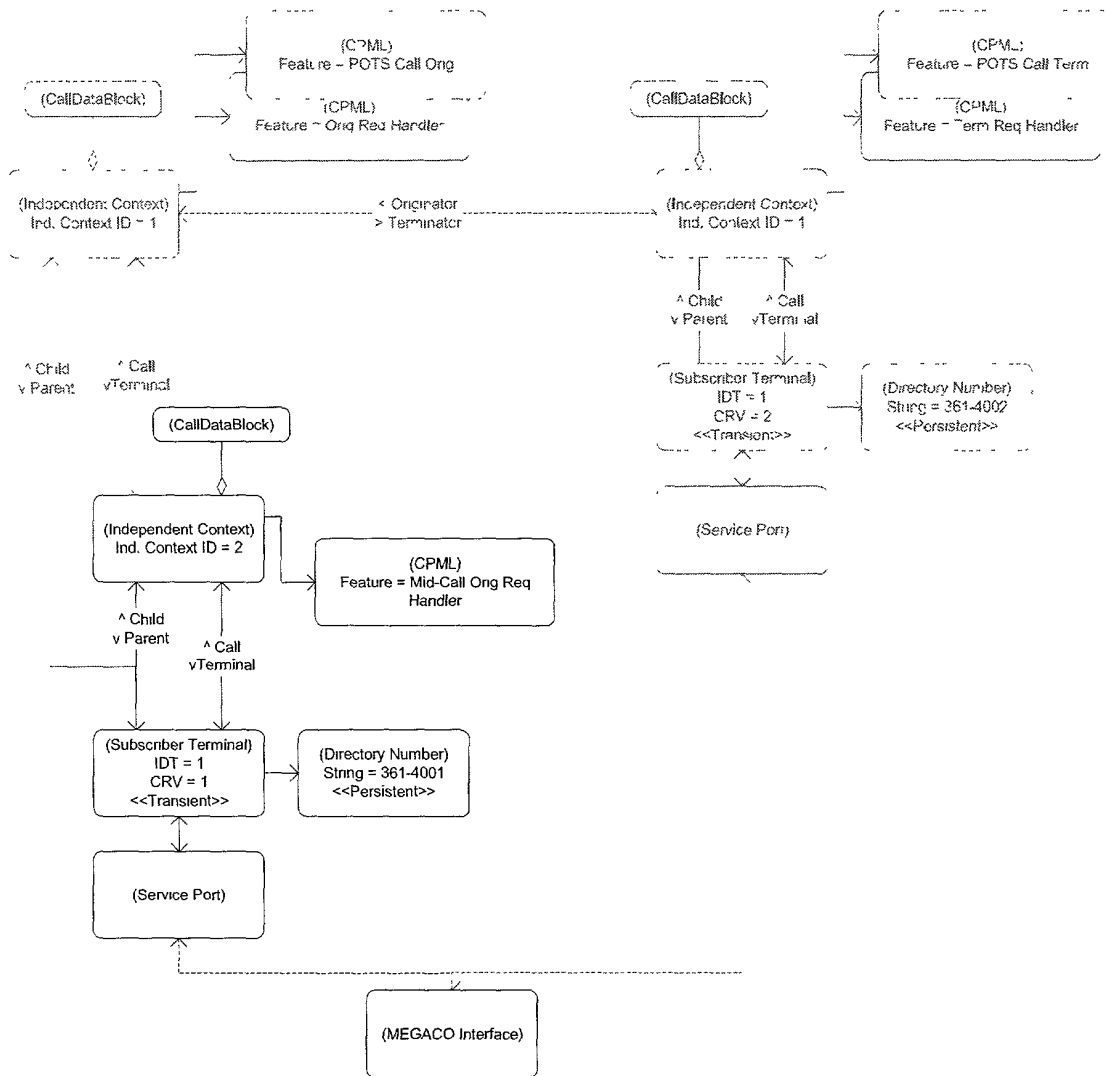 (CPML)
Feature – POTS Call Orig
(CallDataBlock)
(CPML)
Feature – Orig Req Handler
(Independent Context)
Ind. Context ID = 1
< Originator
> Terminator
(CPML)
Feature – POTS Call Term
(CallDataBlock)
(CPML)
Feature = Term Req Handler
(Independent Context)
Ind. Context ID = 1
^ Child
v Parent
^ Call
vTerminal
^ Child
v Parent
^ Call
vTerminal
(Subscriber Terminal)
IDT = 1
CRV = 2
<<Transient>>
(Directory Number)
String = 361-4002
<<Persistent>>
(Service Port)
(CallDataBlock)
(Independent Context)
Ind. Context ID = 2
(CPML)
Feature = Mid-Call Orig Req
Handler
^ Child
v Parent
^ Call
vTerminal
(Subscriber Terminal)
IDT = 1
CRV = 1
<<Transient>>
(Directory Number)
String = 361-4001
<<Persistent>>
(Service Port)
(MEGACO Interface)